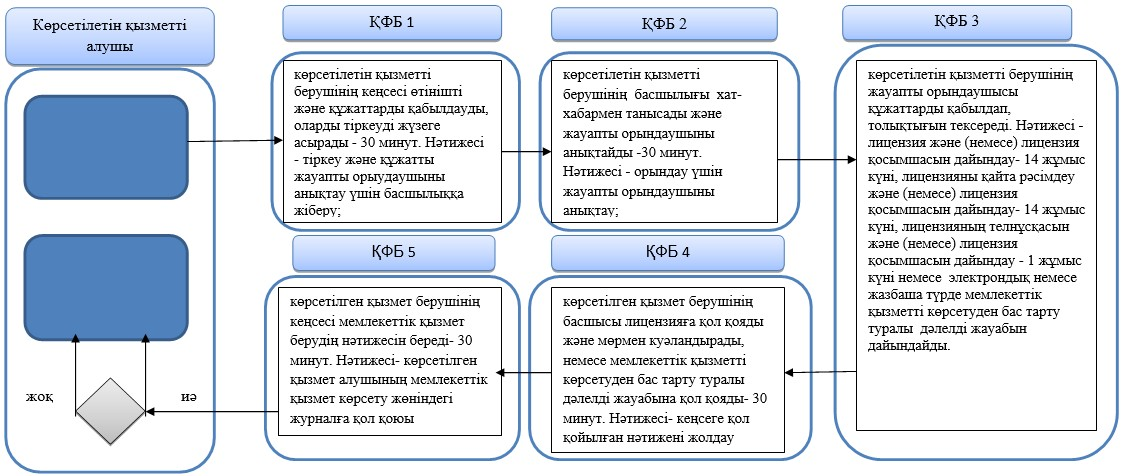 Көрсетілетін қызметті
алушы
ҚФБ 1
көрсетілетін қызметті
берушінің кеңсесі өтінішті
және құжаттарды қабылдауды,
оларды тіркеуді жүзеге
асырады - 30 минут. Нәтижесі
- тіркеу және құжатты
жауапты орыудаушыны
анықтау үшін басшылыққа
жіберу;
ҚФБ 2
көрсетілетін қызметті
берушінің басшылығы хат-
хабармен танысады және
жауапты орындаушыны
анықтайды -30 минут.
Нәтижесі - орындау үшін
жауапты орындаушыны
анықтау;
ҚФБ 3
көрсетілетін қызметті берушінің
жауапты орындаушысы
құжаттарды қабылдап,
толықтығын тексереді. Нәтижесі -
лицензия және (немесе) лицензия
қосымшасын дайындау- 14 жұмыс
күні, лицензияны қайта рәсімдеу
және (немесе) лицензия
қосымшасын дайындау- 14 жұмыс
күні, лицензияның телнұсқасын
және (немесе) лицензия
қосымшасын дайындау - 1 жұмыс
күні немесе электрондық немесе
жазбаша түрде мемлекеттік
қызметті көрсетуден бас тарту
туралы дәлелді жауабын
дайындайды.
ҚФБ 4
көрсетілген қызмет берушінің
басшысы лицензияға қол қояды
және мөрмен куәландырады,
немесе мемлекеттік қызметті
көрсетуден бас тарту туралы
дәлелді жауабына қол қояды- 30
минут. Нәтижесі- кеңсеге қол
қойылған нәтижені жолдау
ҚФБ 5
көрсетілген қызмет берушінің
кеңсесі мемлекеттік қызмет
берудің нәтижесін береді- 30
минут. Нәтижесі- көрсетілген
қызмет алушының мемлекеттік
қызмет көрсету жөніндегі
журналға қол қоюы
жоқ
иә